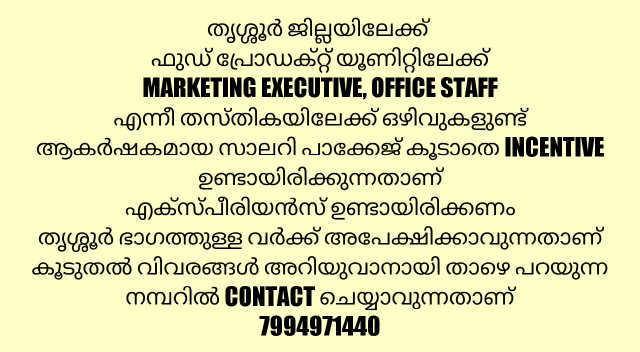 തൃശ്ശൂർ ജില്ലയിലേക്ക്
ഫുഡ് പ്രോഡക്റ്റ് യൂണിറ്റിലേക്ക്
MARKETING EXECUTIVE, OFFICE STAFF
എന്നീ തസ്തികയിലേക്ക് ഒഴിവുകളുണ്ട്
ആകർഷകമായ സാലറി പാക്കേജ് കൂടാതെ INCENTIVE
ഉണ്ടായിരിക്കുന്നതാണ്
എക്സ്പീരിയൻസ് ഉണ്ടായിരിക്കണം
തൃശ്ശൂർ ഭാഗത്തുള്ള വർക്ക് അപേക്ഷിക്കാവുന്നതാണ്
കൂടുതൽ വിവരങ്ങൾ അറിയുവാനായി താഴെ പറയുന്ന
നമ്പറിൽ CONTACT ചെയ്യാവുന്നതാണ്
7994971440